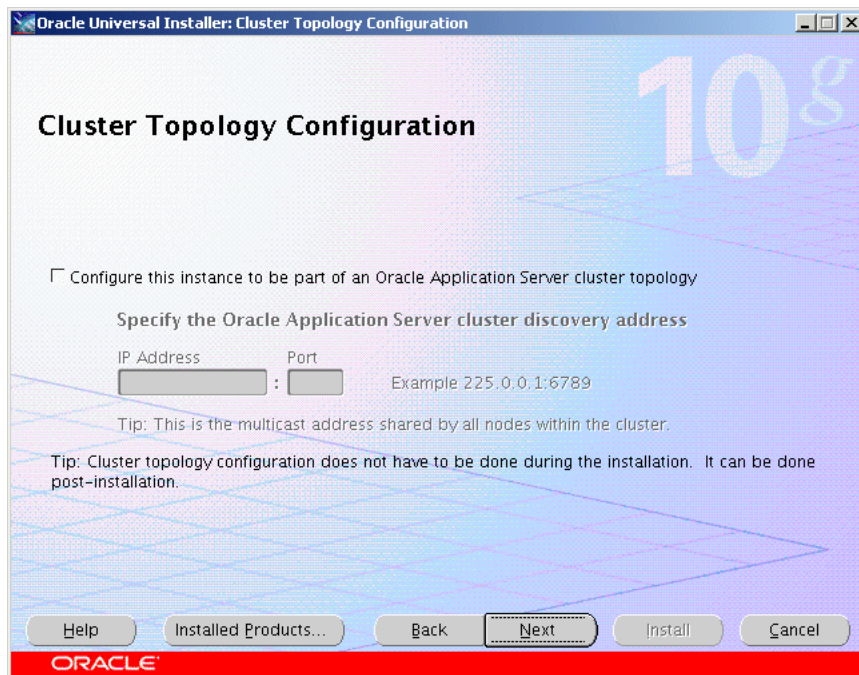 Oracle Universal Installer: Cluster Topology Configuration
10g
Cluster Topology Configuration
Configure this instance to be part of an Oracle Application Server cluster topology
Specify the Oracle Application Server cluster discovery address
IP Address Port
: Example 225.0.0.1:6789
Tip: This is the multicast address shared by all nodes within the cluster.
Tip: Cluster topology configuration does not have to be done during the installation. It can be done
post-installation.
Help Installed Products... Back Next Install Cancel
ORACLE